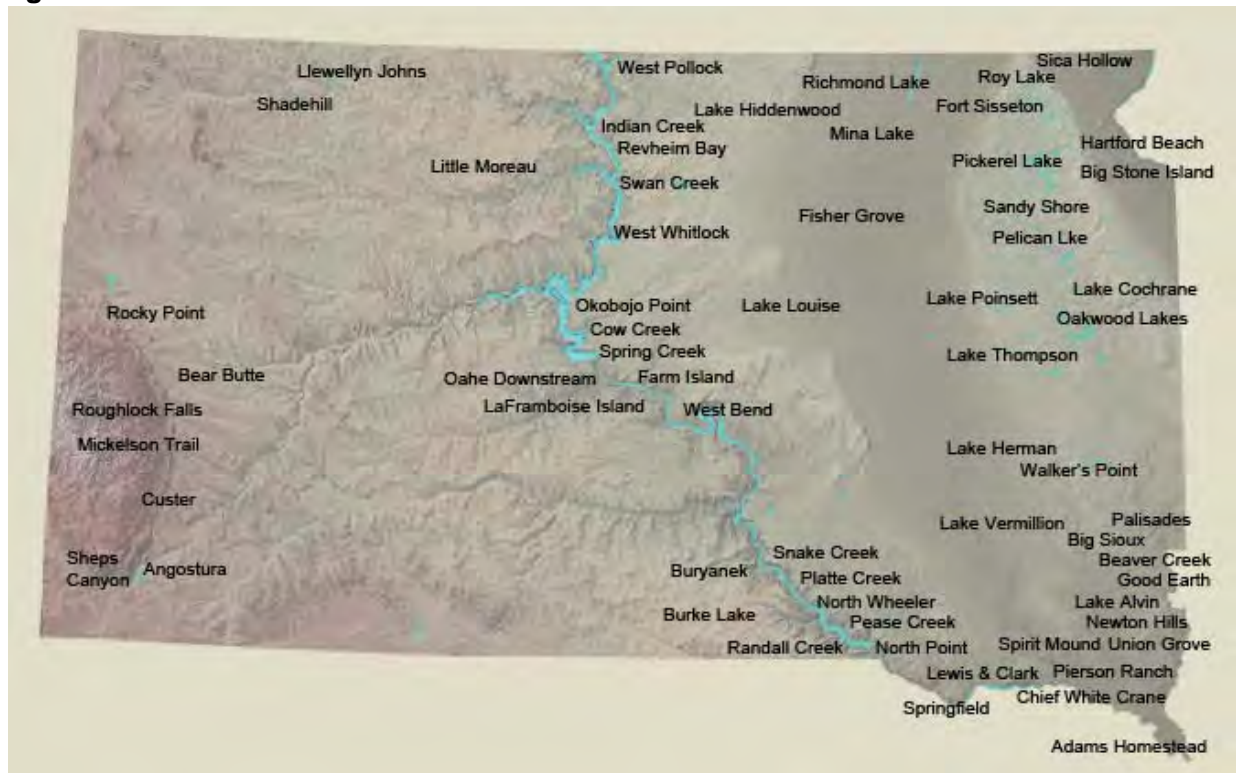 West Pollock
Sica Hollow
Llewellyn Johns
Richmond Lake
Roy Lake
Shadehill
Lake Hiddenwood
Fort Sisseton
Indian Creek
Mina Lake
Revheim Bay
Hartford Beach
Little Moreau
Pickerel Lake
Big Stone Island
Swan Creek
Fisher Grove
Sandy Shore
West Whitlock
Pelican Lke
Rocky Point
Okobojo Point
Lake Louise
Lake Poinsett
Lake Cochrane
Cow Creek
Oakwood Lakes
Spring Creek
Lake Thompson
Bear Butte
Oahe Downstream
Farm Island
Roughlock Falls
LaFramboise Island
West Bend
Mickelson Trail
Lake Herman
Walker's Point
Custer
Lake Vermillion
Palisades
Big Sioux
Sheps
Canyon
Angostura
Buryanek
Snake Creek
Beaver Creek
Platte Creek
Good Earth
Burke Lake
North Wheeler
Lake Alvin
Pease Creek
Newton Hills
Randall Creek
North Point
Spirit Mound
Union Grove
Lewis & Clark
Pierson Ranch
Springfield
Chief White Crane
Adams Homestead